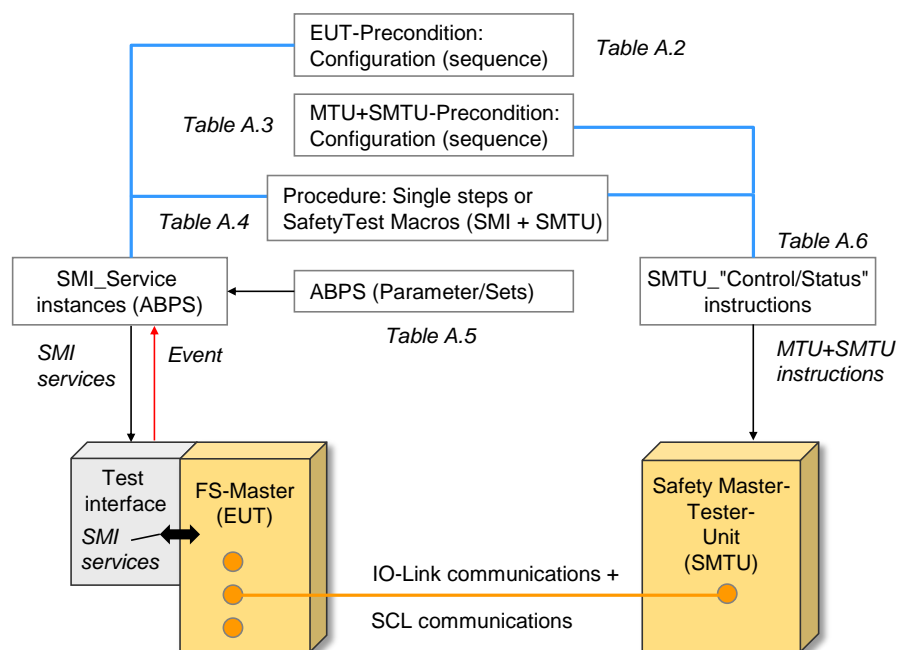 EUT-Precondition:
Configuration (sequence)
Table A.2
Table A.3
MTU+SMTU-Precondition:
Configuration (sequence)
Procedure: Single steps or
SafetyTest Macros (SMI + SMTU)
Table A.4
Table A.6
SMI_Service
instances (ABPS)
ABPS (Parameter/Sets)
Table A.5
SMTU_"Control/Status"
instructions
SMI
services
Event
MTU+SMTU
instructions
Test
interface
SMI
services
FS-Master
(EUT)
Safety Master-
Tester-
Unit
(SMTU)
IO-Link communications +
SCL communications